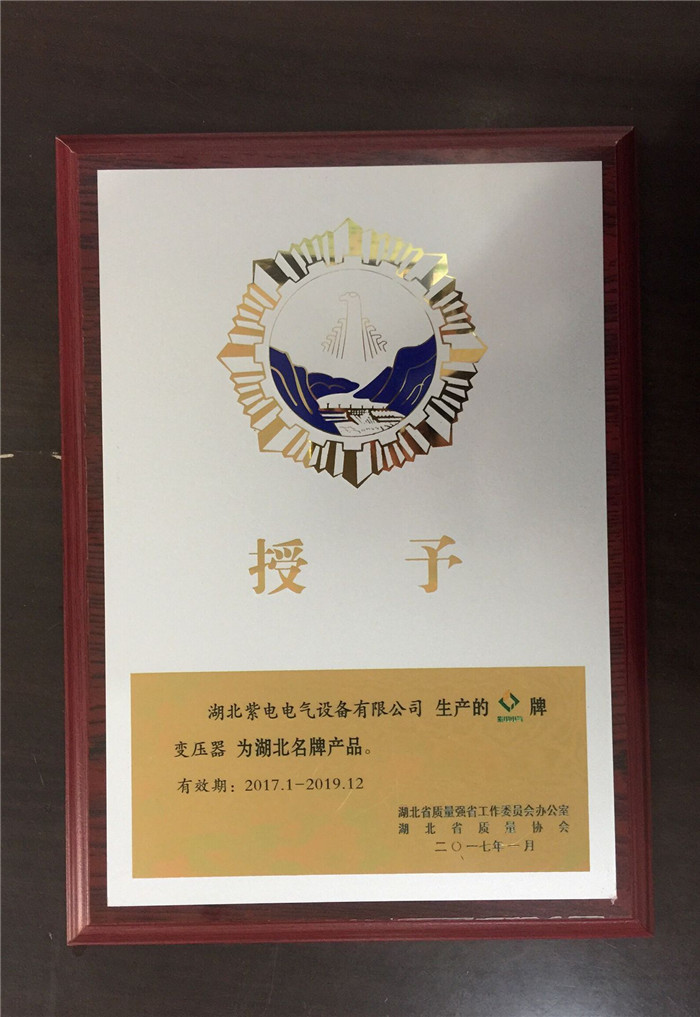 授 予
湖北紫电电气设备有限公司 生产的 牌
变压器 为湖北名牌产品。
有效期：2017.1-2019.12
湖北省质量强省工作委员会办公室
湖北省质量协会
二〇一七年一月